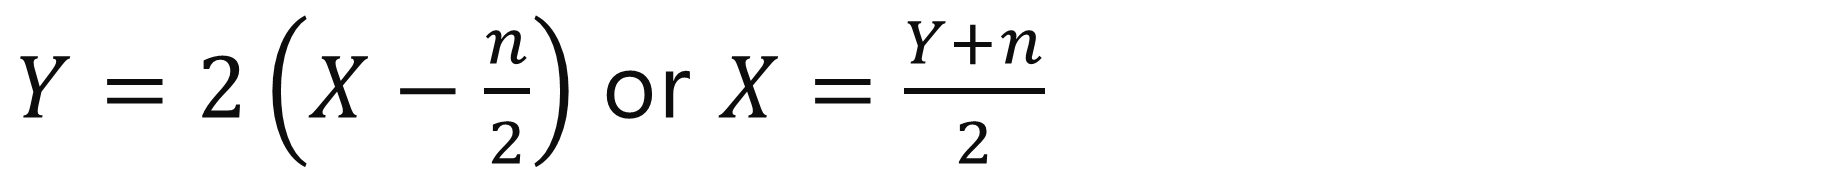 Y = 2 (X − n/2) or X = (Y+n)/2